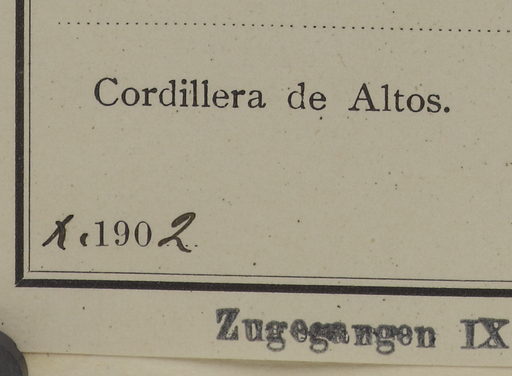 Cordillera de Altos.
X. 1902.
Zugegangen IX